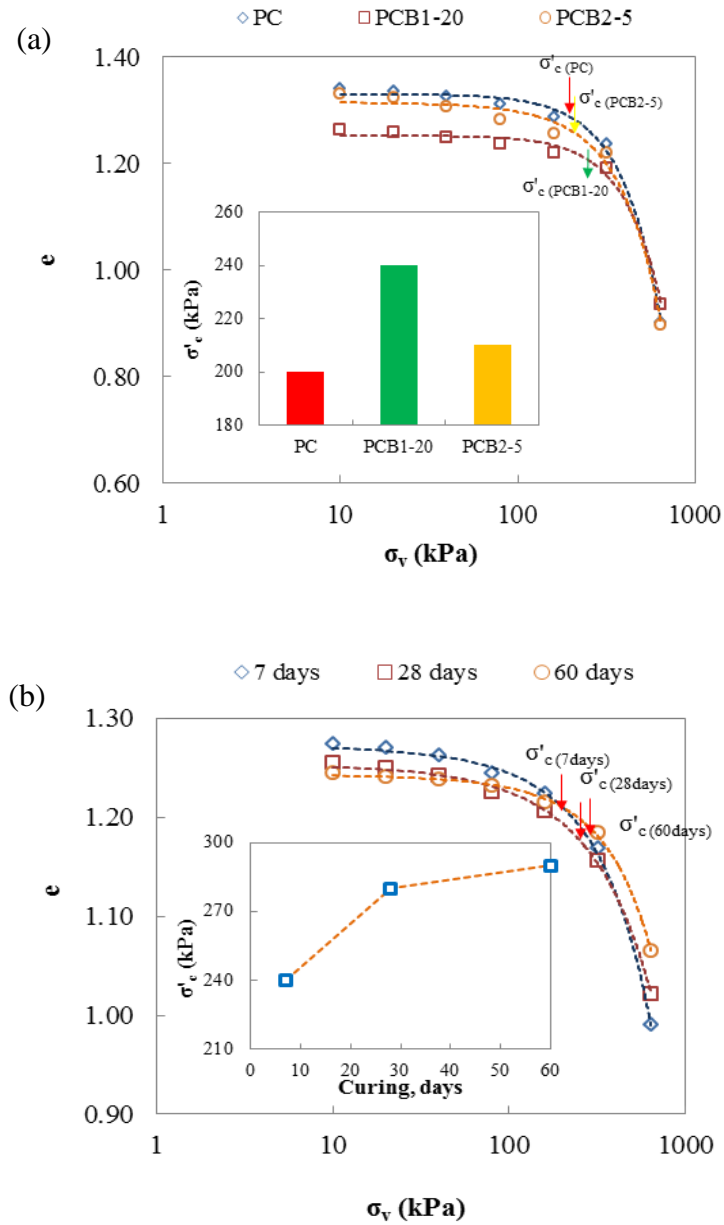 (a)
PC PCB1-20 PCB2-5
1.40
1.20
1.00
0.80
0.60
e
σ'c (PC)
σ'c (PCB2-5)
σ'c (PCB1-20
260
240
220
200
180
σ'c (kPa)
PC PCB1-20 PCB2-5
1 10 100 1000
σv (kPa)
(b)
7 days 28 days 60 days
1.30
1.20
1.10
1.00
0.90
e
σ'c (7days)
σ'c (28days)
σ'c (60days)
300
270
240
210
σ'c (kPa)
0 10 20 30 40 50 60
Curing, days
1 10 100 1000
σv (kPa)